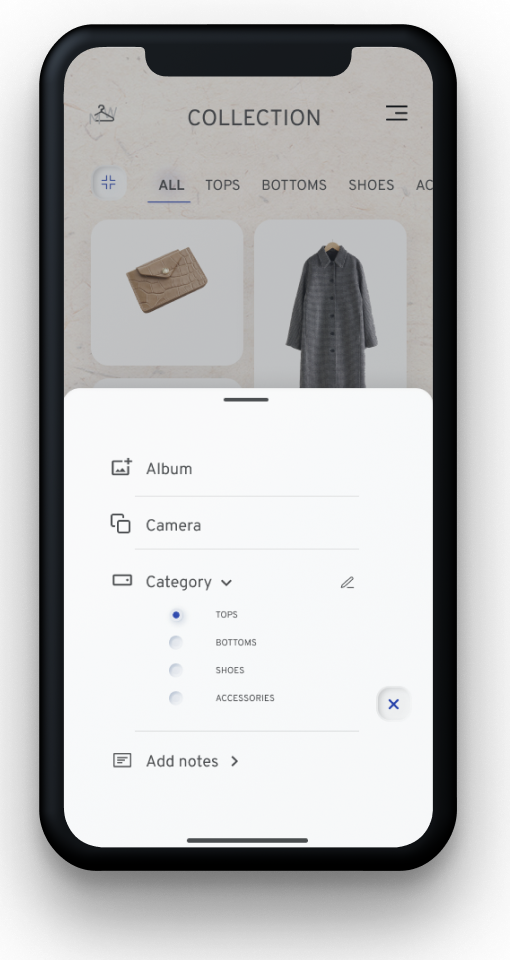 COLLECTION
ALL TOPS BOTTOMS SHOES AC
Album
Camera
Category
TOPS
BOTTOMS
SHOES
ACCESSORIES
Add notes